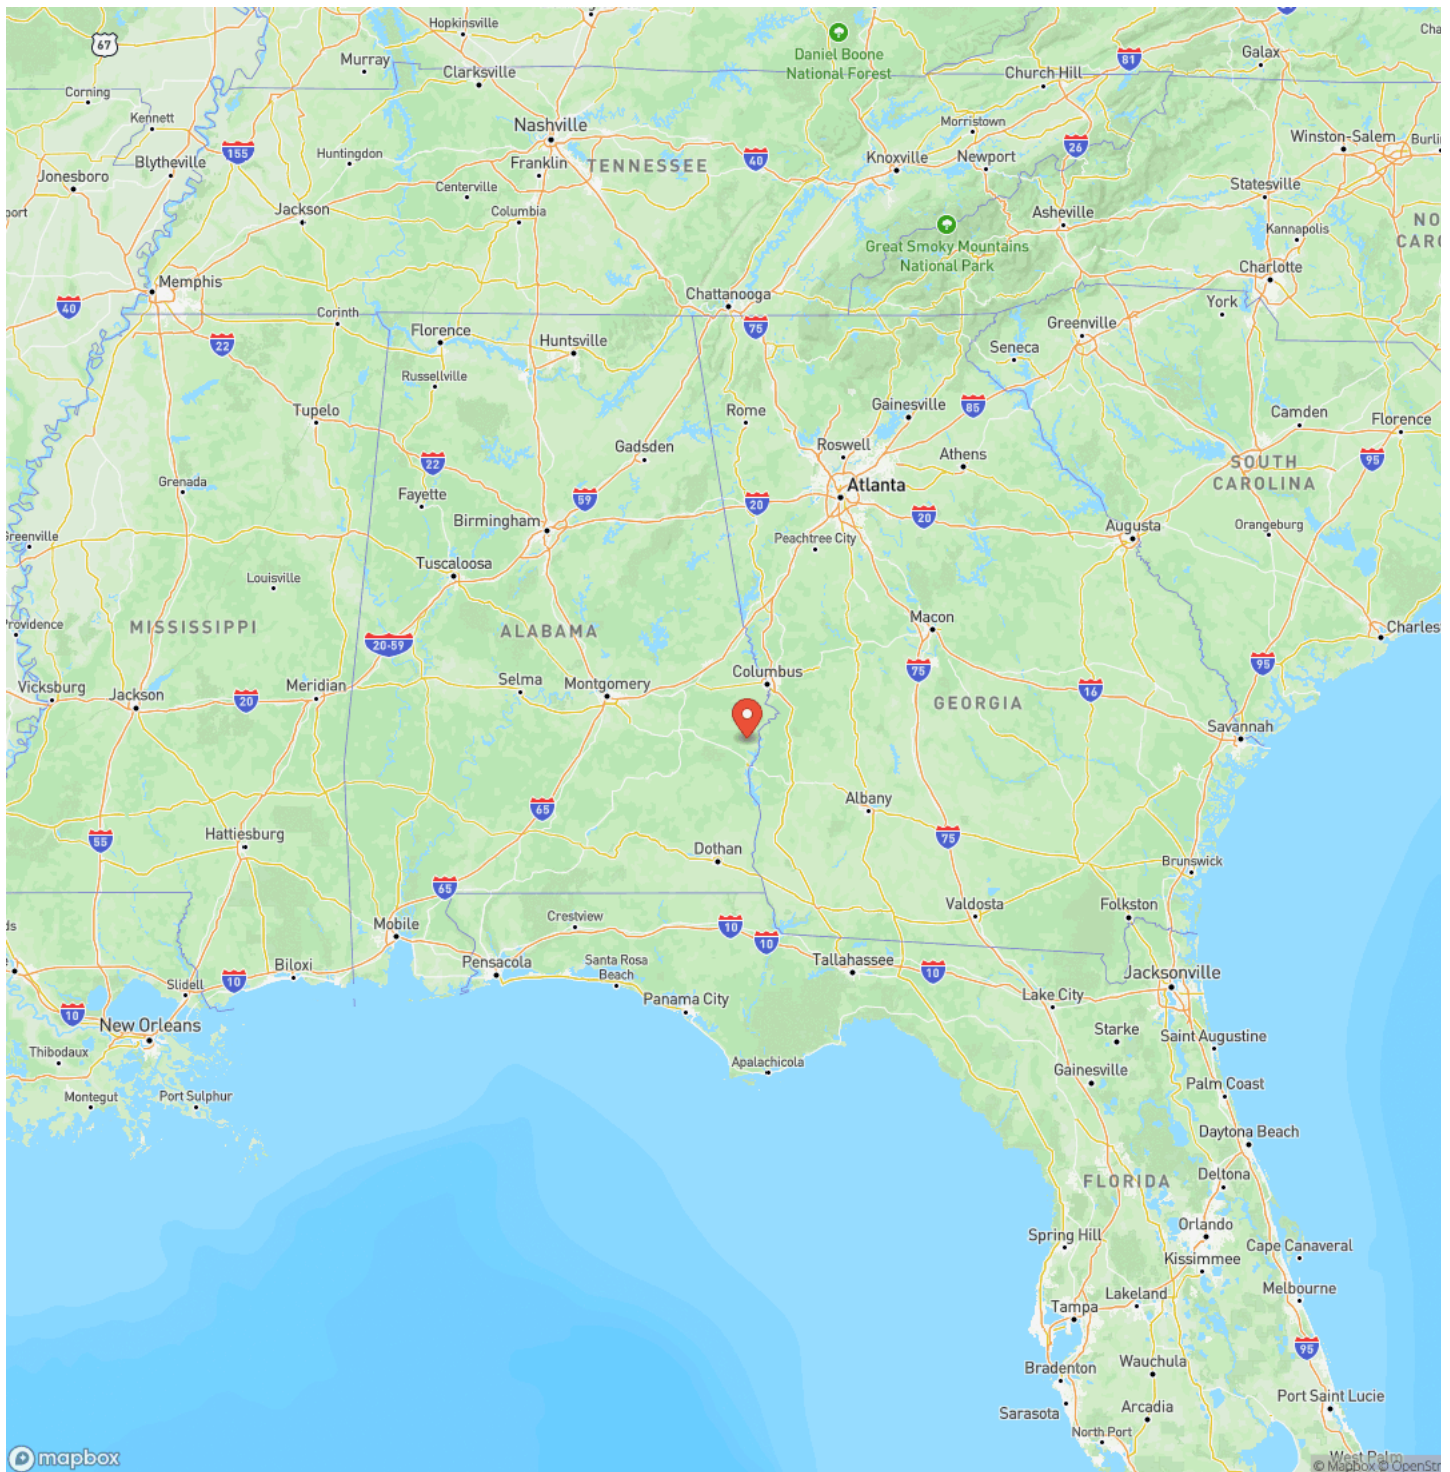 Hopkinsville
67
Daniel Boone
National Forest
Murray
Clarksville
81
Church Hill
Galax
Corning
Kennett
Nashville
Morristown
26
Winston-Salem
155
Huntingdon
Franklin
TENNESSEE
40
Knoxville
Newport
Blytheville
Jonesboro
Centerville
Statesville
Jackson
Columbia
Asheville
Kannapolis
Great Smoky Mountains
National Park
Memphis
Chattanooga
Charlotte
40
Corinth
York
22
Florence
Huntsville
75
Greenville
Seneca
Russellville
Tupelo
Rome
Gainesville
85
Camden
Florence
Gadsden
Roswell
Athens
22
SOUTH
CAROLINA
95
Grenada
Fayette
59
20
Atlanta
20
Birmingham
Peachtree City
Augusta
Orangeburg
Tuscaloosa
Louisville
Macon
MISSISSIPPI
ALABAMA
20-59
Columbus
75
95
Vicksburg
Jackson
20
Meridian
Selma
Montgomery
16
GEORGIA
Savannah
65
Albany
55
Hattiesburg
75
Dothan
Brunswick
65
Valdosta
Folkston
Mobile
Crestview
10
10
Biloxi
Pensacola
Santa Rosa
Beach
Tallahassee
10
Jacksonville
Slidell
10
Panama City
Lake City
10
New Orleans
Starke
Saint Augustine
Thibodaux
Apalachicola
Gainesville
Palm Coast
Montegut
Port Sulphur
Daytona Beach
Deltona
FLORIDA
Orlando
Spring Hill
Cape Canaveral
Kissimmee
Melbourne
Lakeland
Tampa
95
Bradenton
Wauchula
Port Saint Lucie
Sarasota
Arcadia
North Port
West Palm
mapbox
© Mapbox © OpenStr